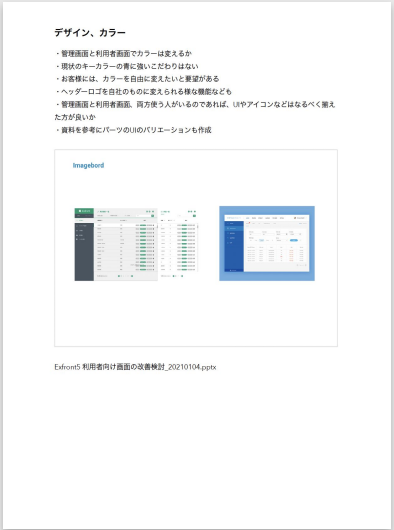 デザイン、カラー
・管理画面と利用者画面でカラーは変えるか
・現状のキーカラーの青に強いこだわりはない
・お客様には、カラーを自由に変えたいと要望がある
・ヘッダーロゴを自社のものに変えられる様な機能なども
・管理画面と利用者画面、両方使う人がいるのであれば、UIやアイコンなどはなるべく揃え
た方が良いか
・資料を参考にパーツのUIのバリエーションも作成
Imagebord
Exfront5 利用者向け画面の改善検討_20210104.pptx